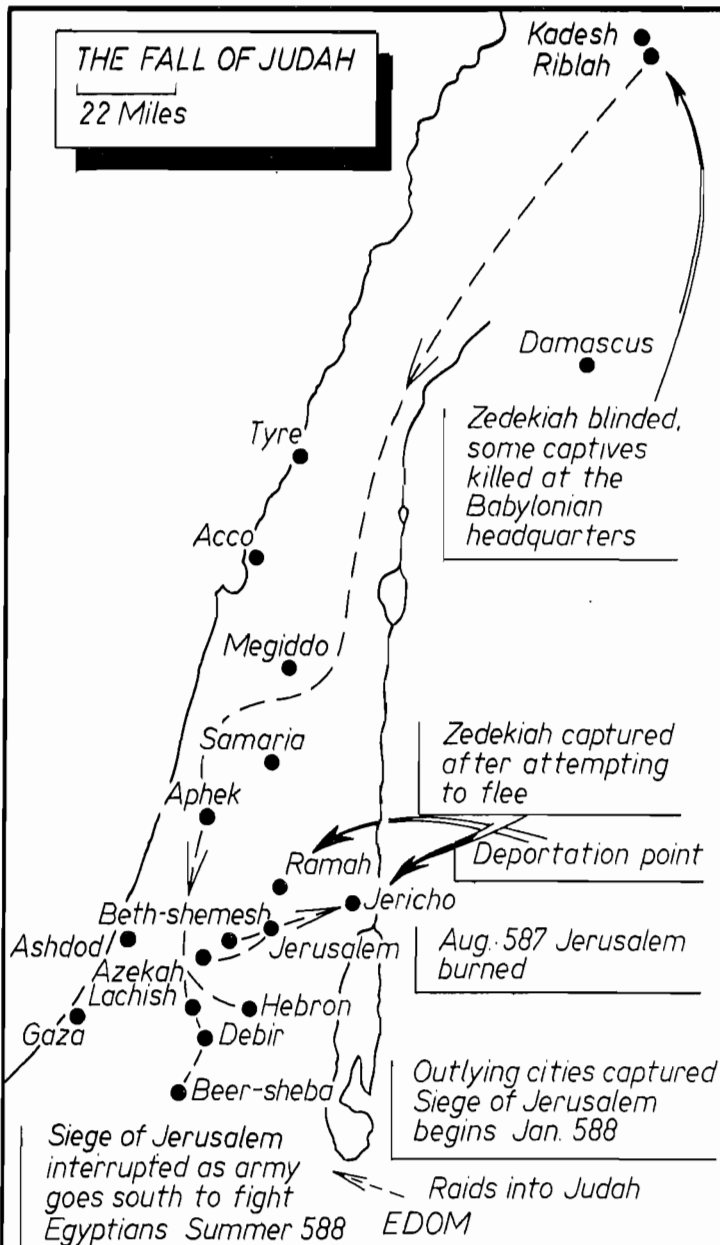 THE FALL OF JUDAH
22 Miles
Kadesh
Riblah
Damascus
Zedekiah blinded,
some captives
killed at the
Babylonian
headquarters
Tyre
Acco
Megiddo
Samaria
Aphek
Zedekiah captured
after attempting
to flee
Deportation point
Ramah
Jericho
Beth-shemesh
Jerusalem
Ashdod
Azekah
Lachish
Hebron
Gaza
Debir
Beer-sheba
Aug. 587 Jerusalem
burned
Outlying cities captured
Siege of Jerusalem
begins Jan. 588
Siege of Jerusalem
interrupted as army
goes south to fight
Egyptians Summer 588
Raids into Judah
EDOM